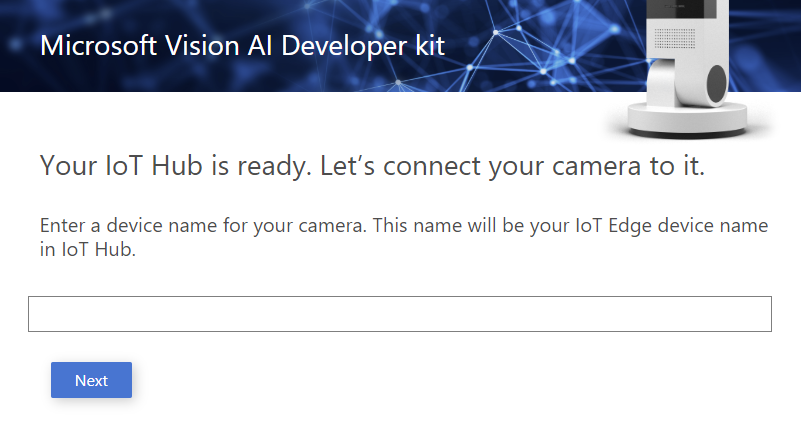 Microsoft Vision AI Developer kit
Your IoT Hub is ready. Let’s connect your camera to it.
Enter a device name for your camera. This name will be your IoT Edge device name
in IoT Hub.
Next